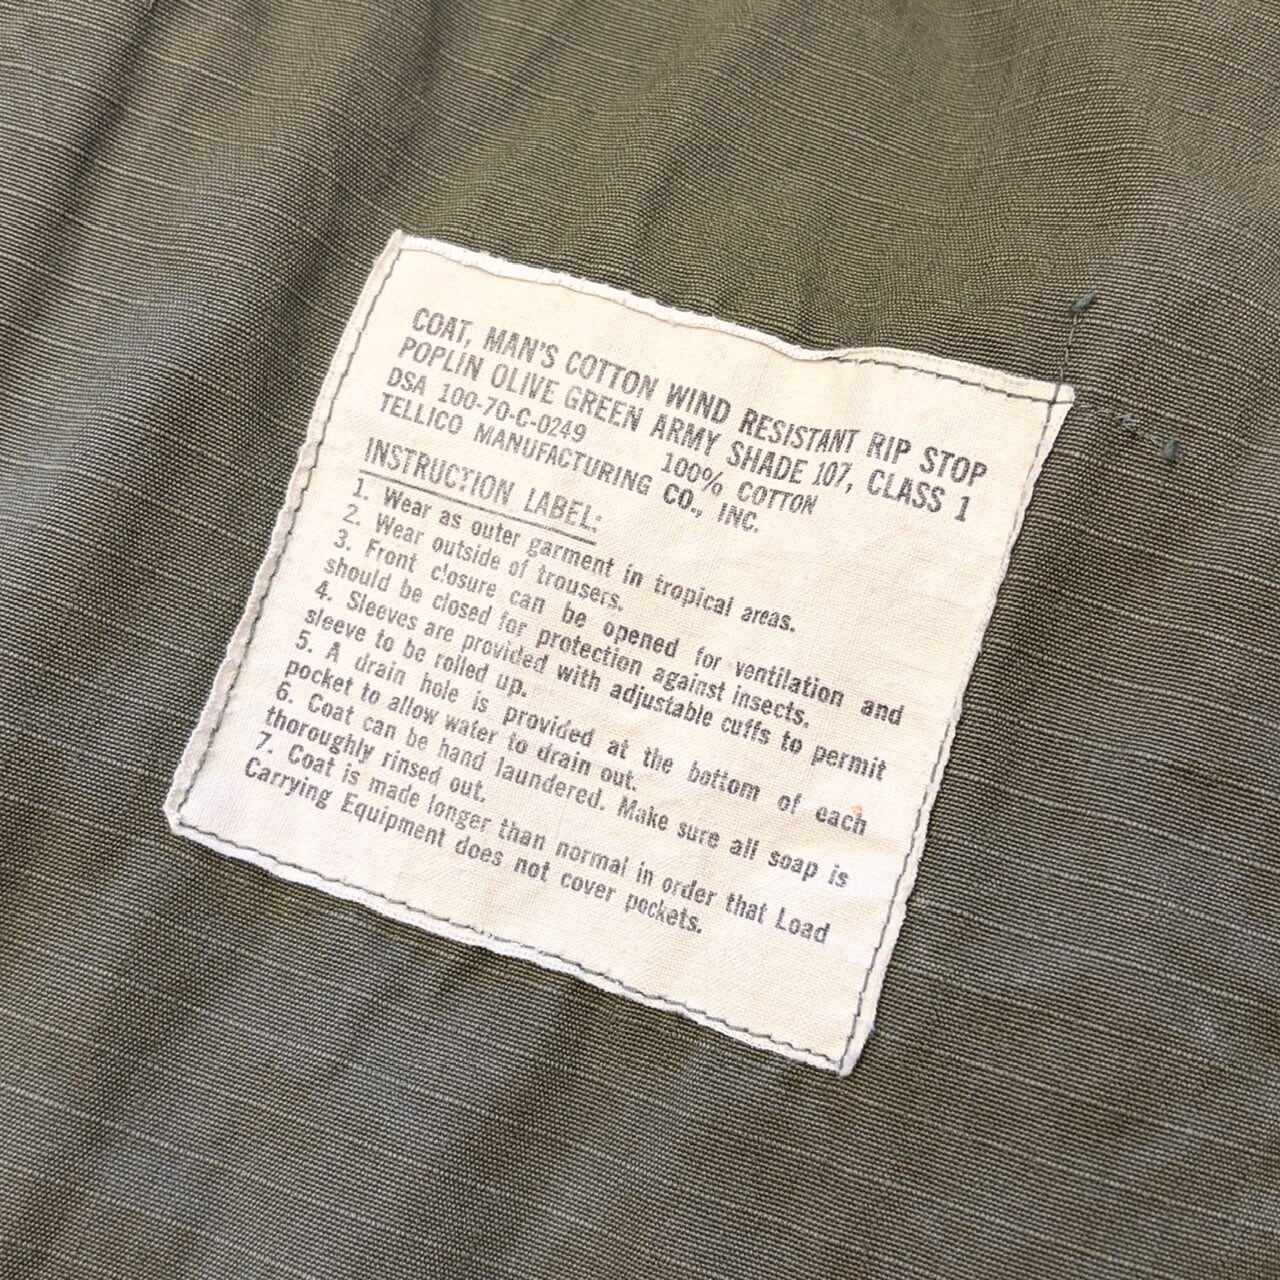 COAT, MAN'S COTTON WIND RESISTANT RIP STOP
POPLIN OLIVE GREEN ARMY SHADE 107, CLASS 1
DSA 100-70-C-0249 100% COTTON
TELLICO MANUFACTURING CO., INC.
INSTRUCTION LABEL:
1. Wear as outer garment in tropical areas.
2. Wear outside of trousers.
3. Front closure can be opened for ventilation and
should be closed for protection against insects.
4. Sleeves are provided with adjustable cuffs to permit
sleeve to be rolled up.
5. A drain hole is provided at the bottom of each
pocket to allow water to drain out.
6. Coat can be hand laundered. Make sure all soap is
thoroughly rinsed out.
7. Coat is made longer than normal in order that Load
Carrying Equipment does not cover pockets.